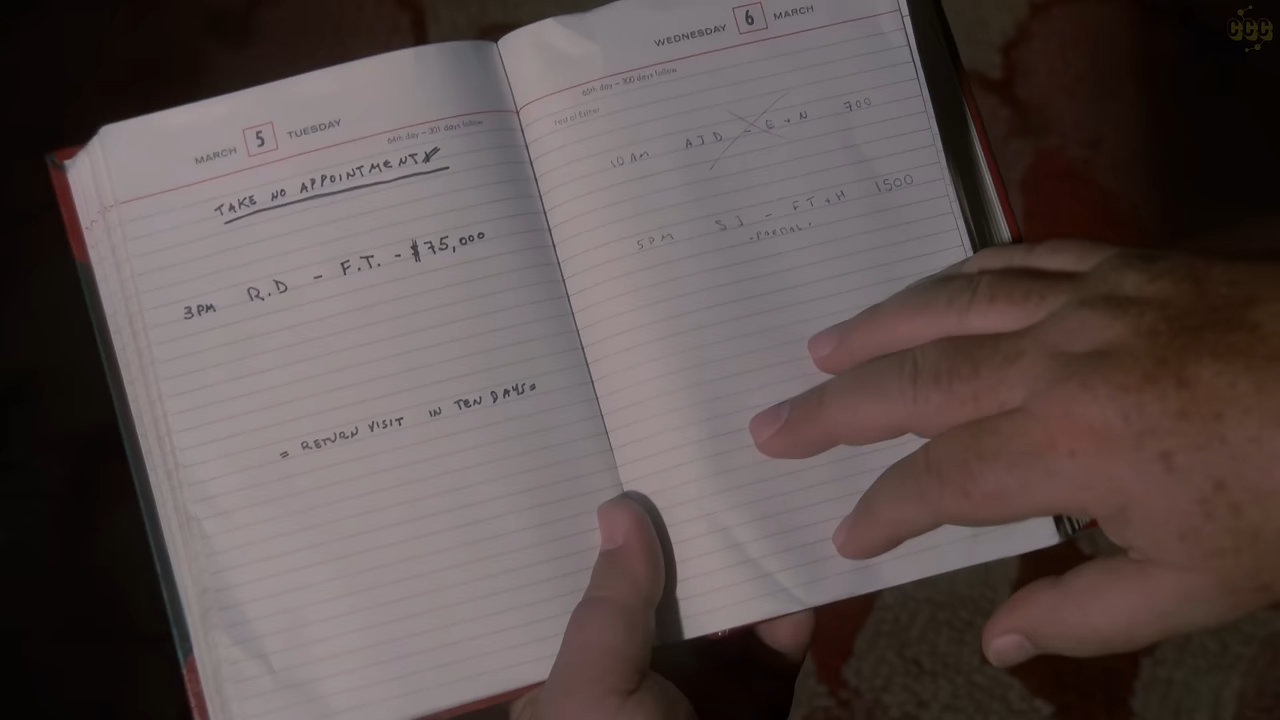 MARCH 5 TUESDAY
64th day – 301 days follow
TAKE NO APPOINTMENTS
3PM R.D – F.T. – $75,000
= RETURN VISIT IN TEN DAYS =
WEDNESDAY 6 MARCH
65th day – 300 days follow
Feast of Esther
10 AM AJD – E + N 700
5 PM SJ – FT + H 1500
- PARTIAL -
CCC